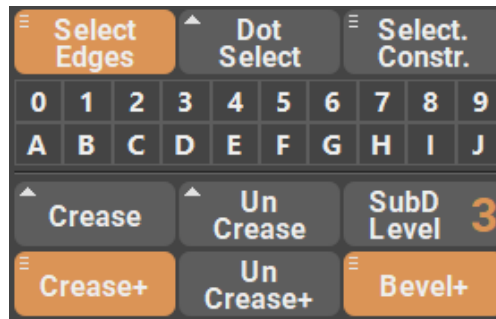 Select Edges
Dot Select
Select. Constr.
0 1 2 3 4 5 6 7 8 9
A B C D E F G H I J
Crease
Un Crease
SubD Level 3
Crease+
Un Crease+
Bevel+